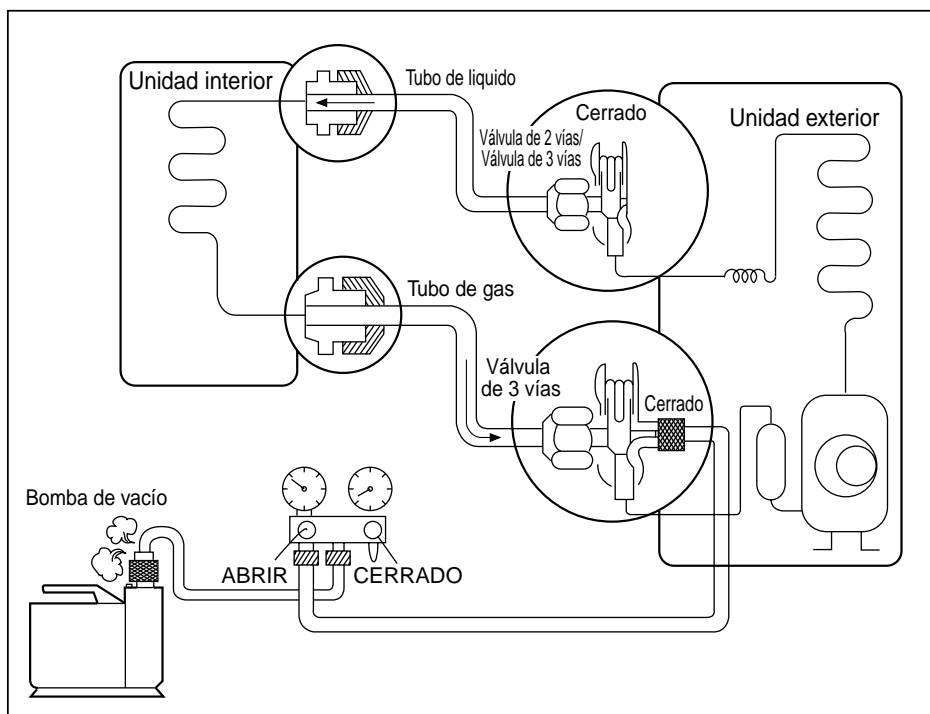 Unidad interior
Tubo de liquido
Cerrado
Válvula de 2 vías/
Válvula de 3 vías
Unidad exterior
Tubo de gas
Válvula
de 3 vías
Cerrado
Bomba de vacío
ABRIR
CERRADO